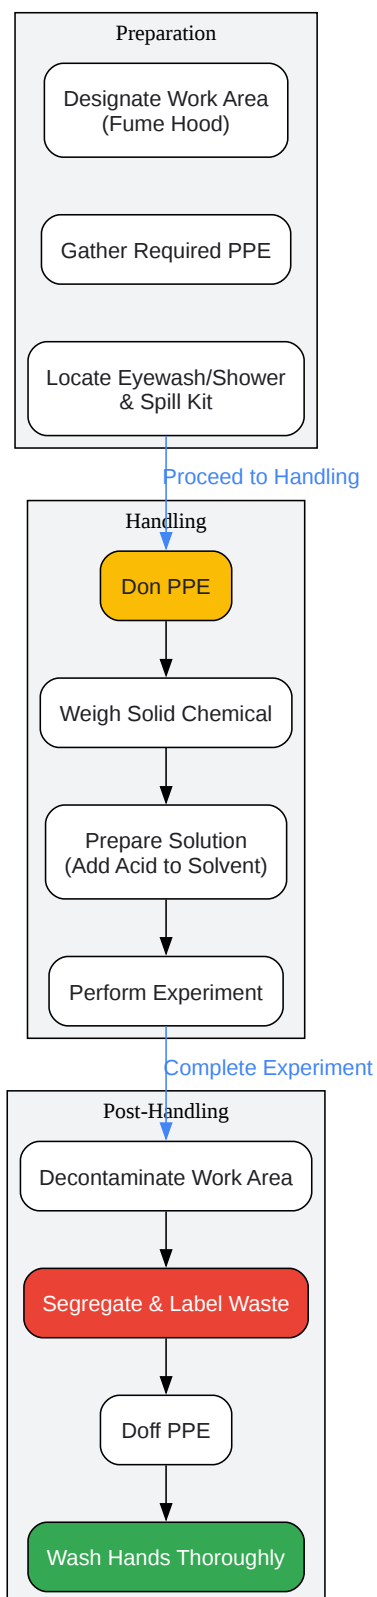 Preparation
Designate Work Area
(Fume Hood)
Gather Required PPE
Locate Eyewash/Shower
& Spill Kit
Proceed to Handling
Handling
Don PPE
Weigh Solid Chemical
Prepare Solution
(Add Acid to Solvent)
Perform Experiment
Complete Experiment
Post-Handling
Decontaminate Work Area
Segregate & Label Waste
Doff PPE
Wash Hands Thoroughly